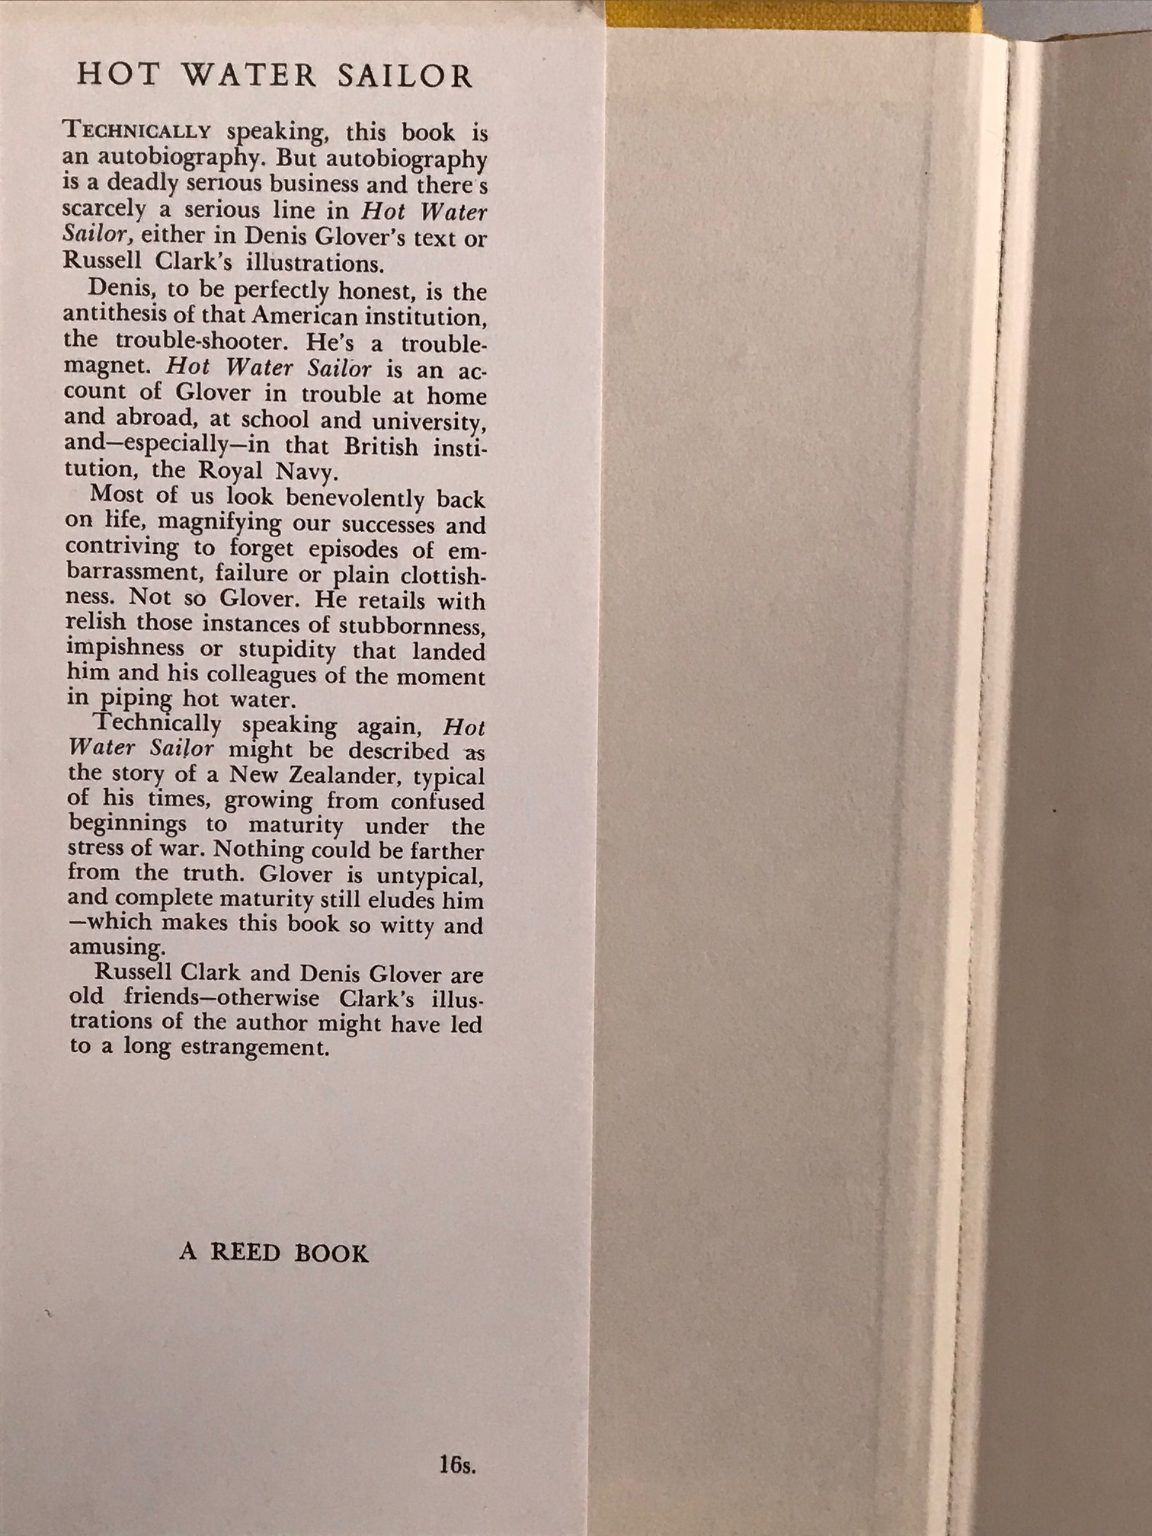 HOT WATER SAILOR
TECHNICALLY speaking, this book is
an autobiography. But autobiography
is a deadly serious business and there's
scarcely a serious line in Hot Water
Sailor, either in Denis Glover's text or
Russell Clark's illustrations.
Denis, to be perfectly honest, is the
antithesis of that American institution,
the trouble-shooter. He's a trouble-
magnet. Hot Water Sailor is an ac-
count of Glover in trouble at home
and abroad, at school and university,
and—especially—in that British insti-
tution, the Royal Navy.
Most of us look benevolently back
on life, magnifying our successes and
contriving to forget episodes of em-
barrassment, failure or plain clottish-
ness. Not so Glover. He retails with
relish those instances of stubbornness,
impishness or stupidity that landed
him and his colleagues of the moment
in piping hot water.
Technically speaking again, Hot
Water Sailor might be described as
the story of a New Zealander, typical
of his times, growing from confused
beginnings to maturity under the
stress of war. Nothing could be farther
from the truth. Glover is untypical,
and complete maturity still eludes him
—which makes this book so witty and
amusing.
Russell Clark and Denis Glover are
old friends—otherwise Clark's illus-
trations of the author might have led
to a long estrangement.
A REED BOOK
16s.